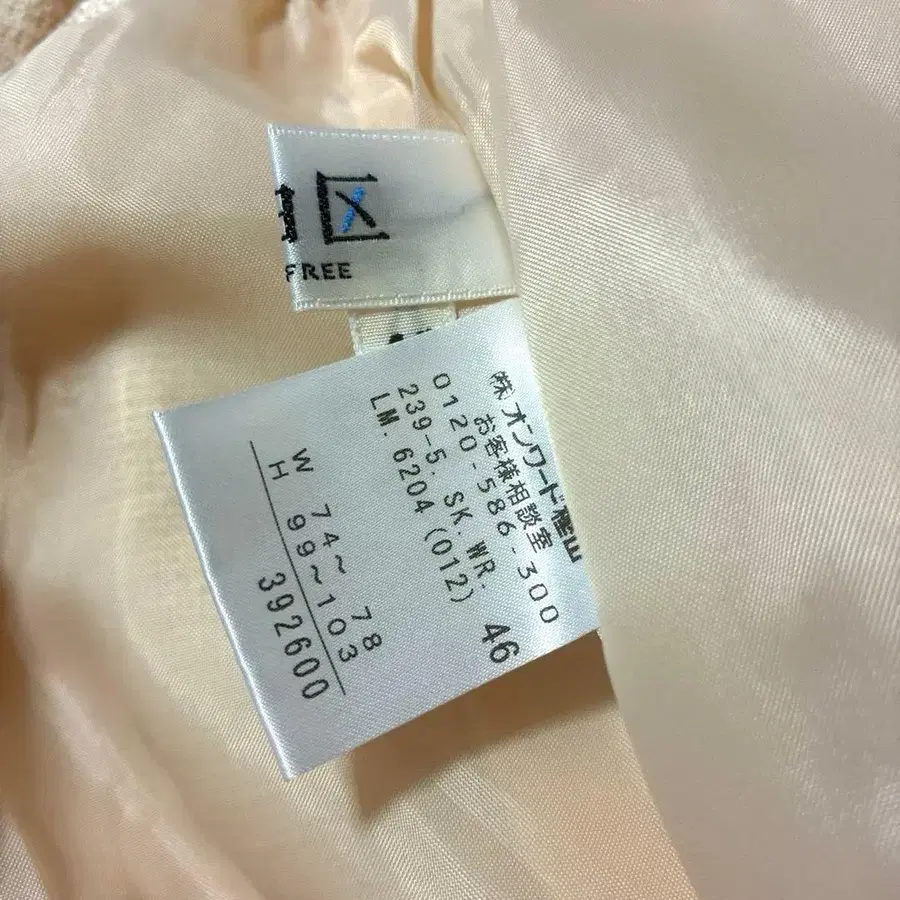 区
FREE
㈱オンワード樫山
お客様相談室
0120-586-300
239-5. SK. WR.
LM. 6204 (012)
46
W 74～ 78
H 99～103
392600